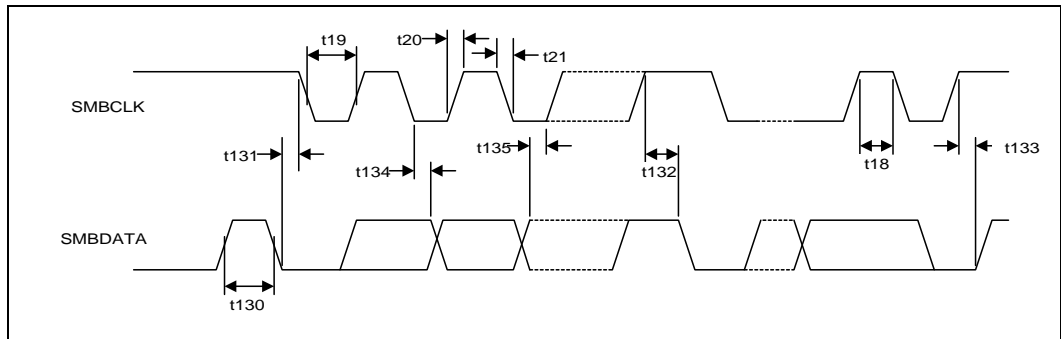 t19
t20
t21
SMBCLK
t131
t135
t18
t133
t134
t132
SMBDATA
t130